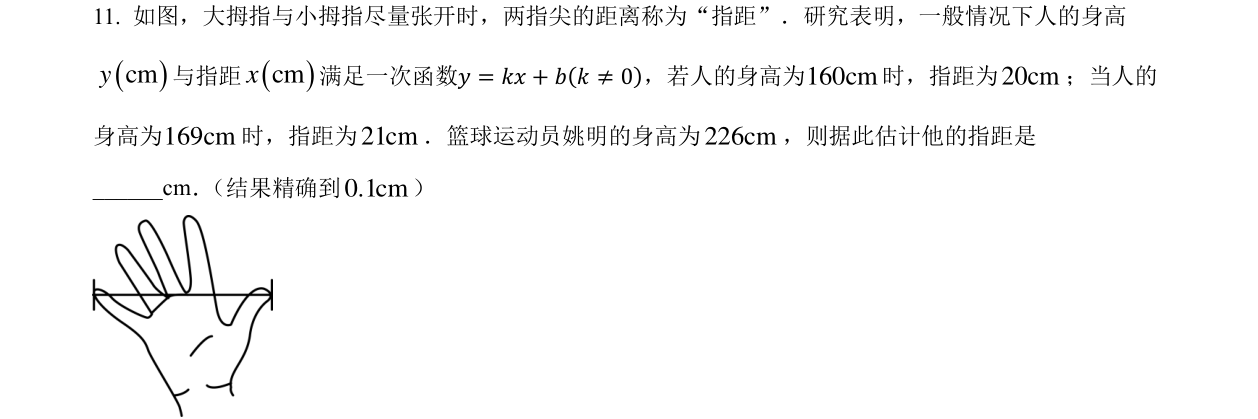 11. 如图，大拇指与小拇指尽量张开时，两指尖的距离称为“指距”．研究表明，一般情况下人的身高
y(cm)与指距x(cm)满足一次函数y = kx + b(k ≠ 0)，若人的身高为160cm时，指距为20cm；当人的
身高为169cm时，指距为21cm．篮球运动员姚明的身高为226cm，则据此估计他的指距是
______cm.（结果精确到0.1cm）